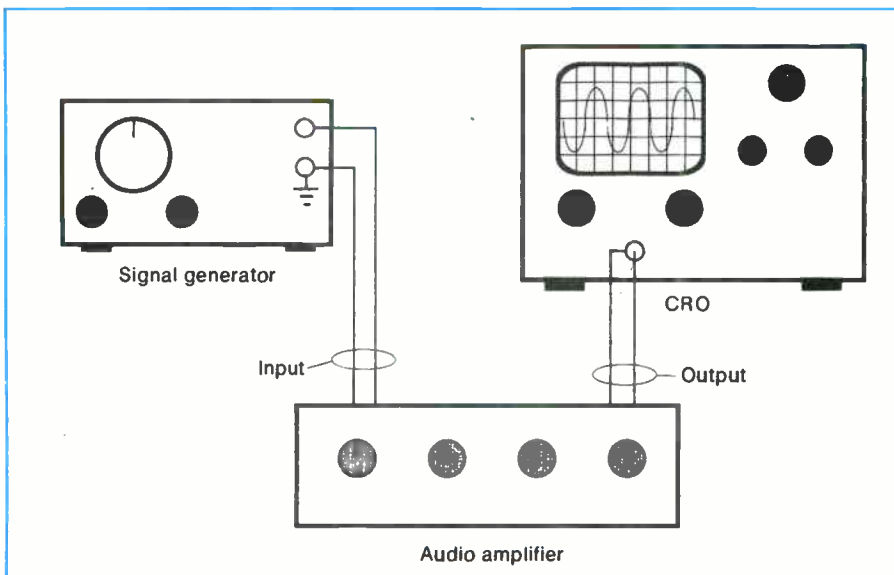 Signal generator
CRO
Input
Output
Audio amplifier